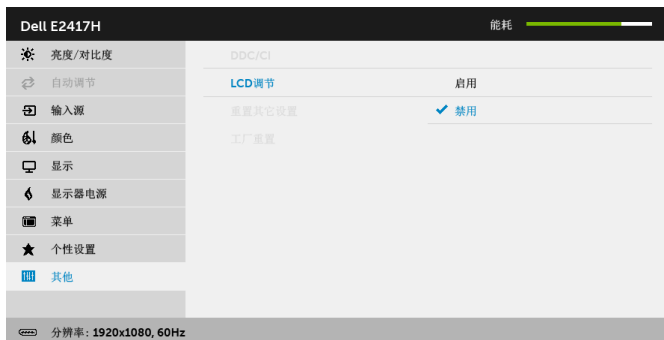 Dell E2417H 能耗
亮度/对比度 DDC/CI
自动调节 LCD调节 启用
输入源 重置其它设置 禁用
颜色 工厂重置
显示
显示器电源
菜单
个性设置
其他
分辨率: 1920x1080, 60Hz